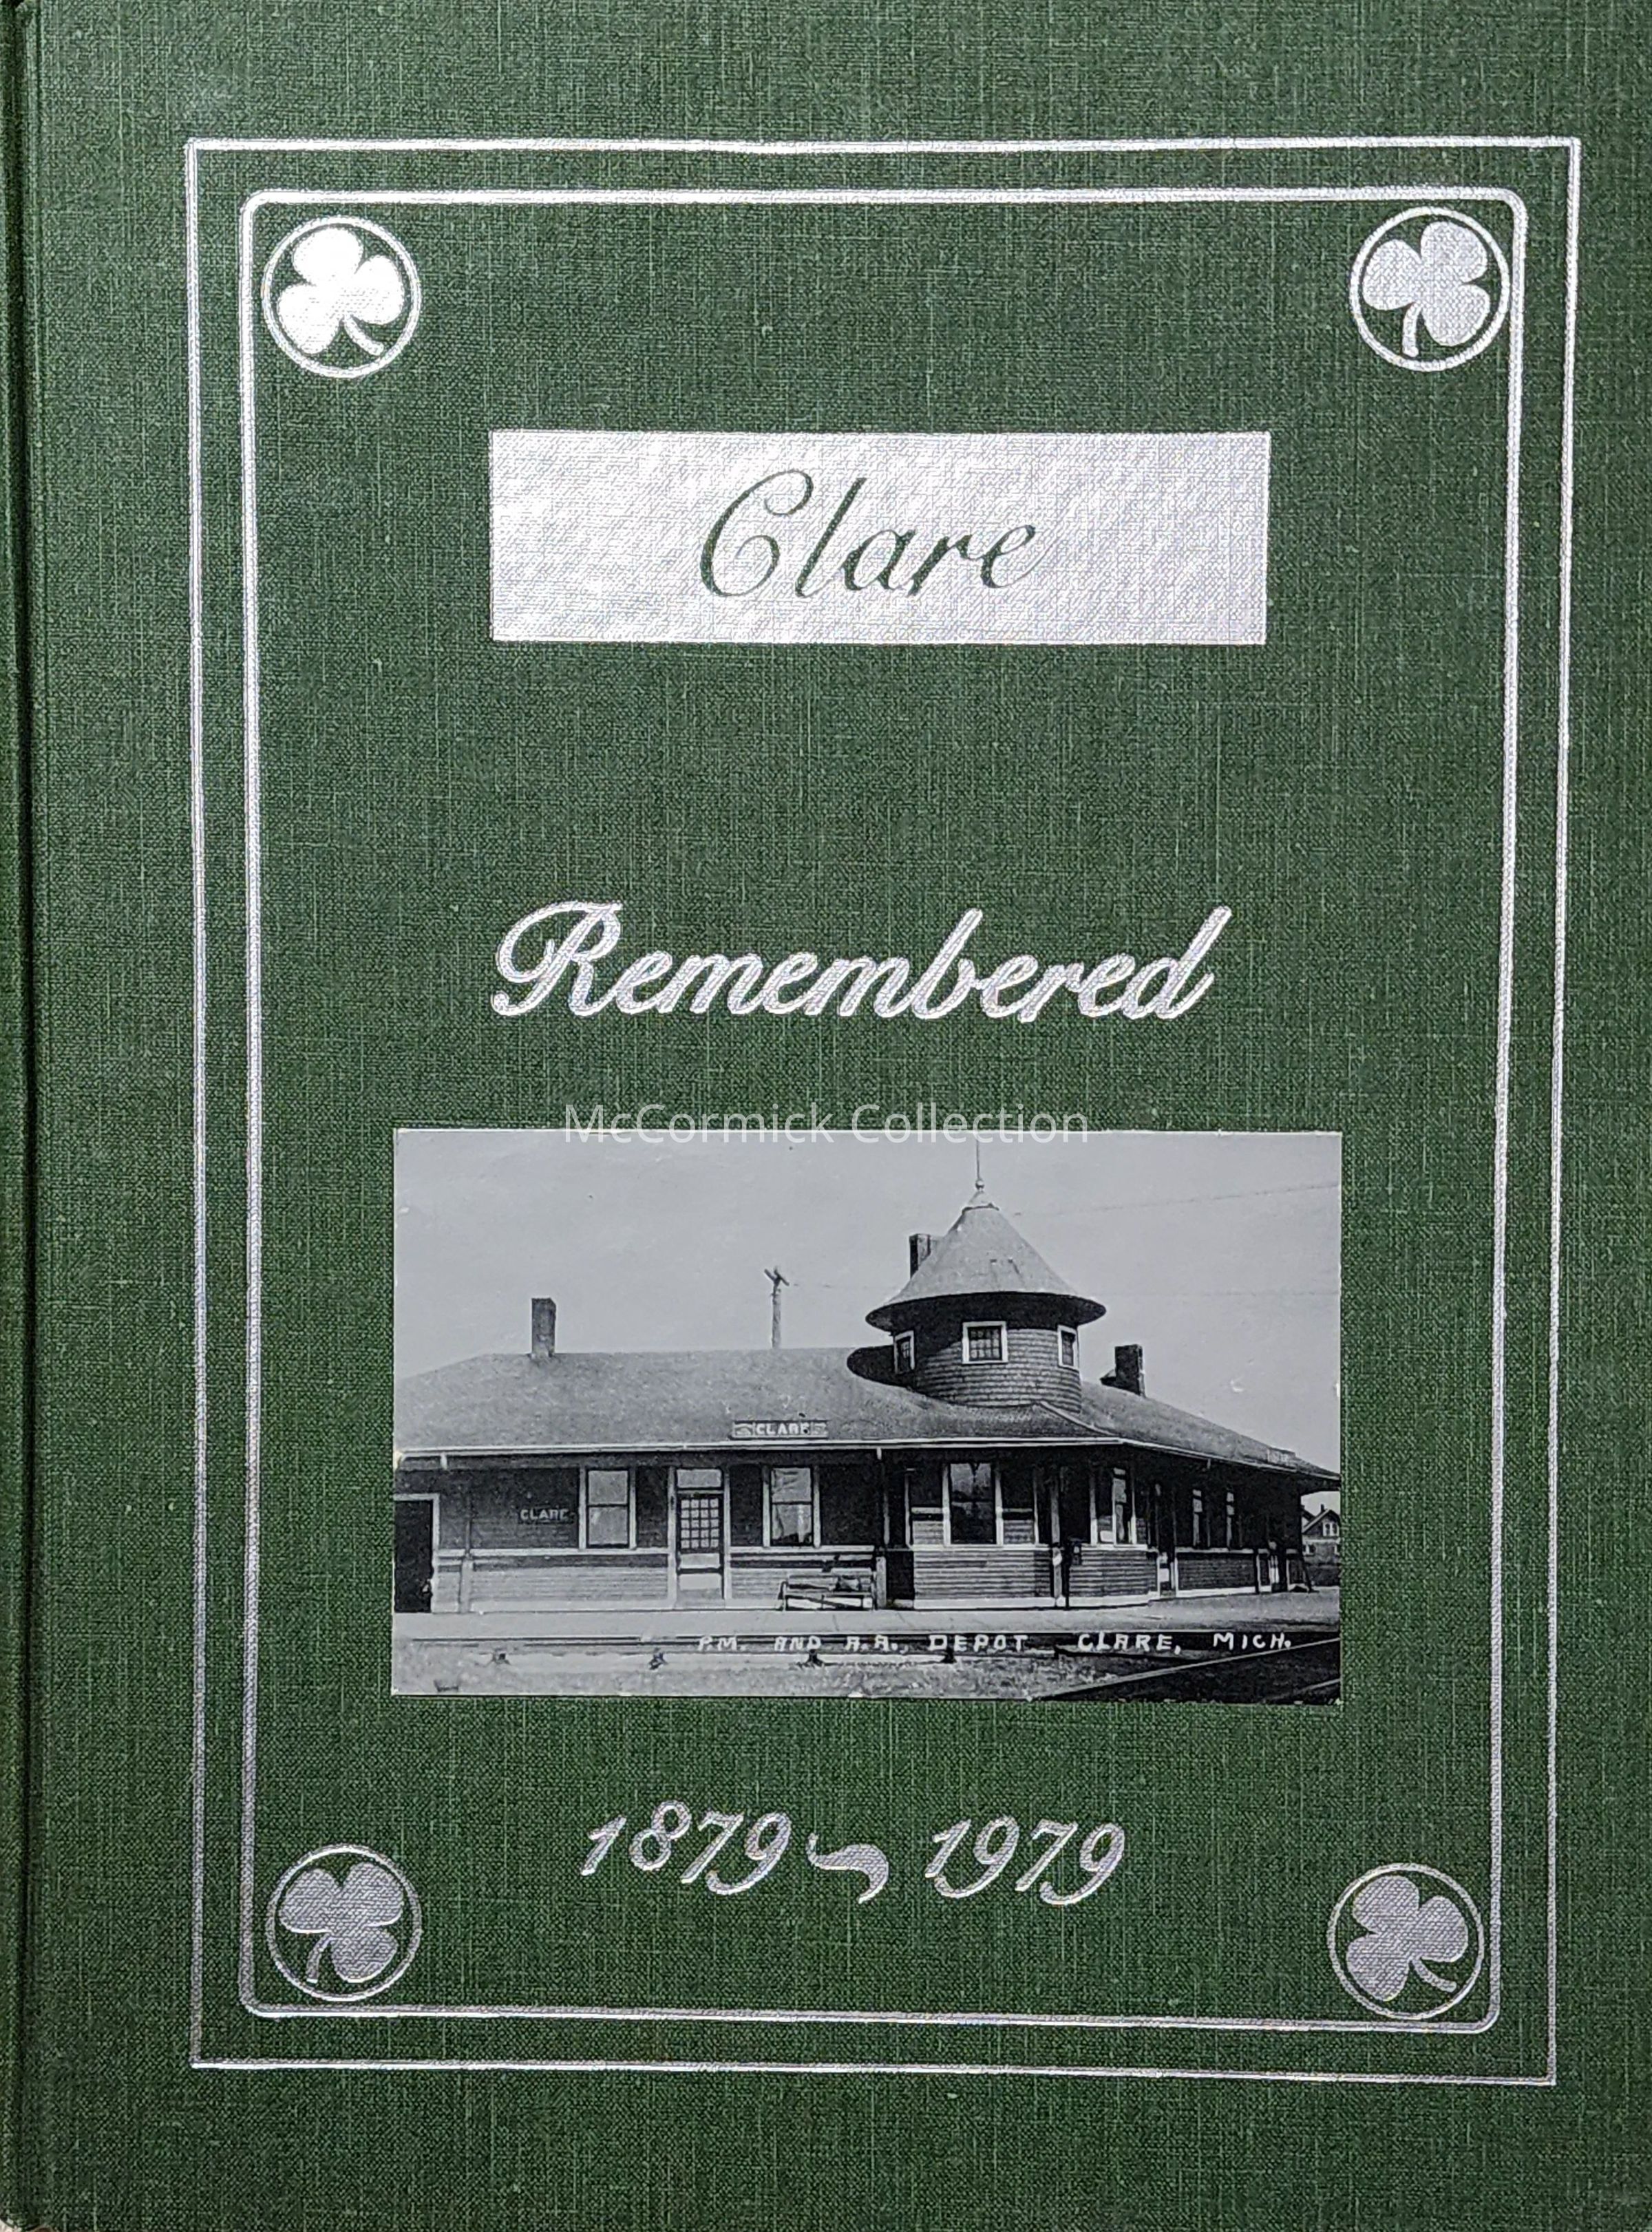 Clare
Remembered
McCormick Collection
CLARE
CLARE
P.M. AND A.A., DEPOT CLARE, MICH.
1879 ~ 1979